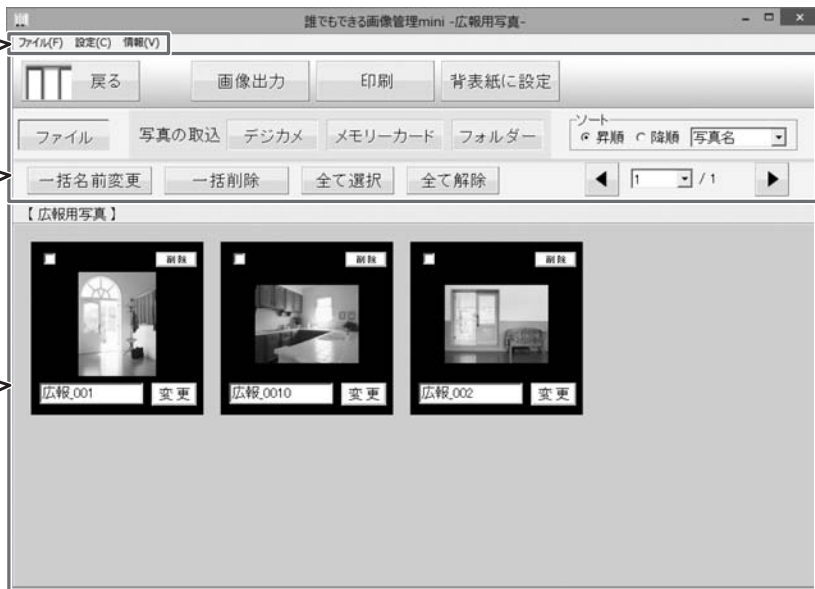 誰でもできる画像管理mini -広報用写真-
ファイル(F) 設定(C) 情報(V)
戻る 画像出力 印刷 背表紙に設定
ファイル 写真の取込 デジカメ メモリーカード フォルダー ソート 昇順 降順 写真名
一括名前変更 一括削除 全て選択 全て解除 1 / 1
【広報用写真】
削除 削除 削除
広報_001 変更 広報_0010 変更 広報_002 変更